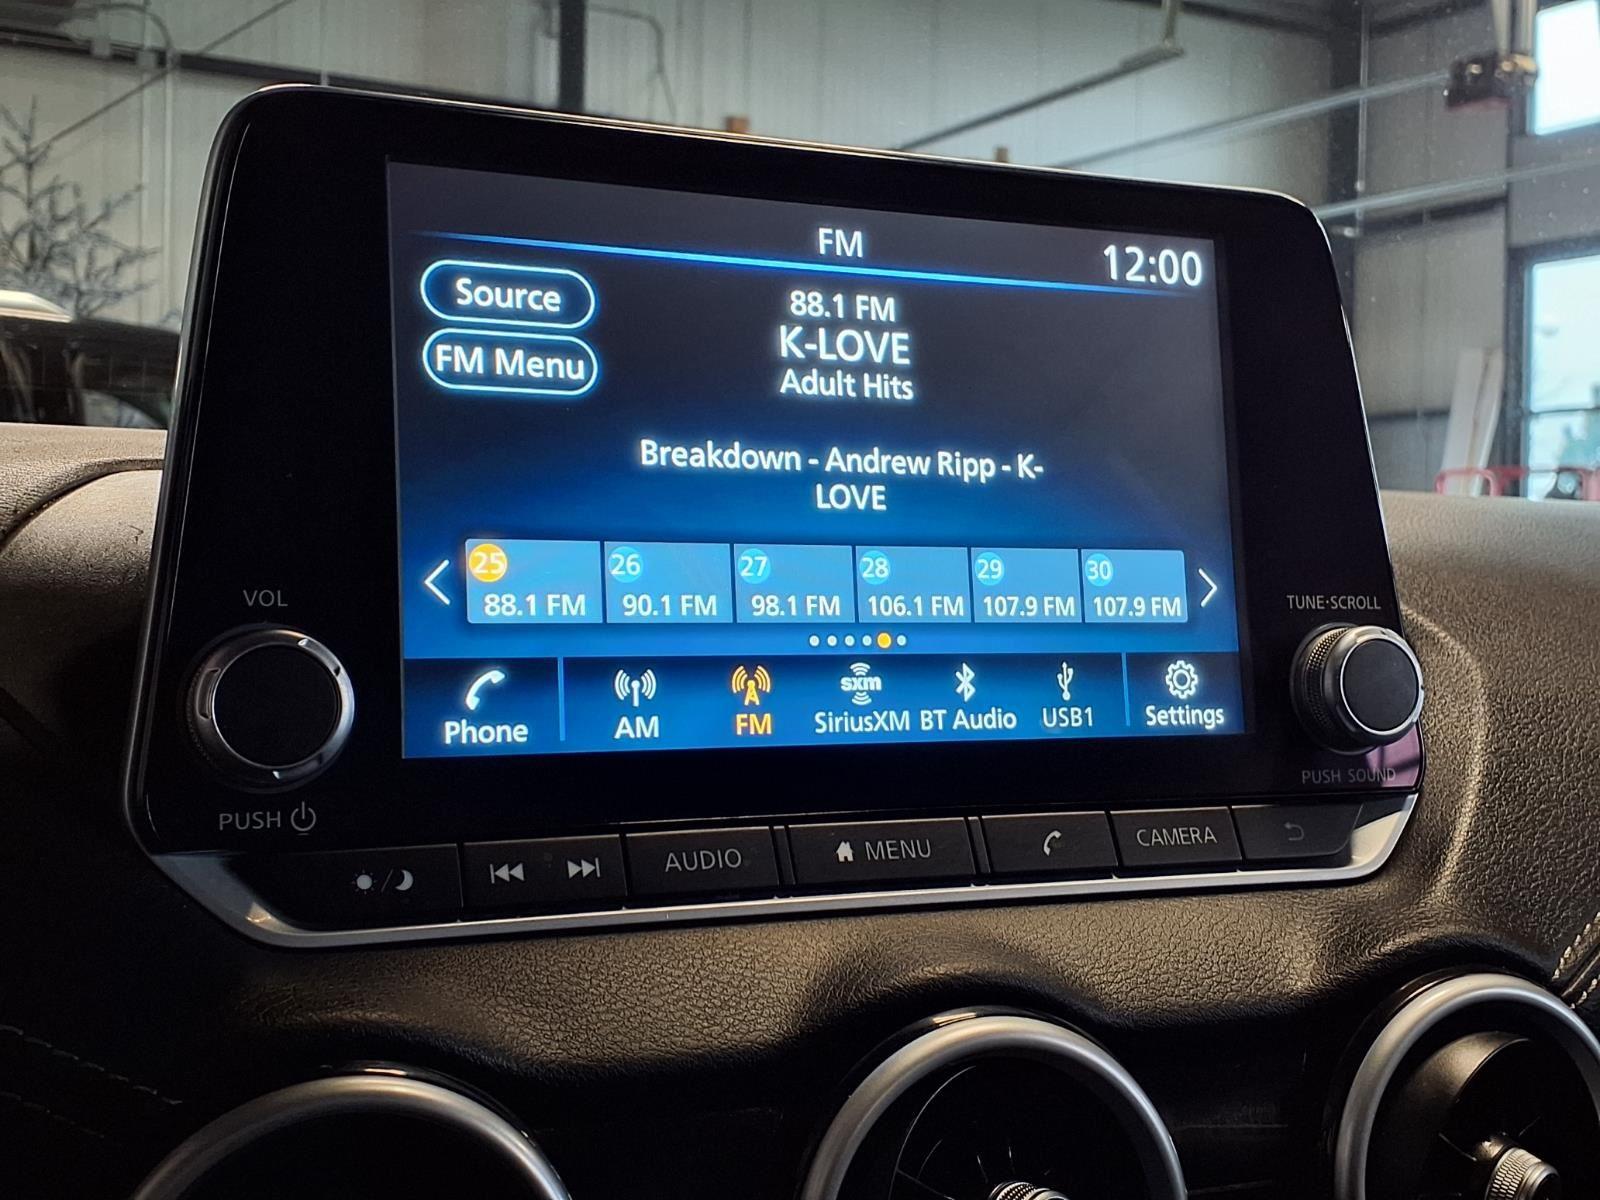 FM
12:00
Source
88.1 FM
K-LOVE
FM Menu
Adult Hits
Breakdown - Andrew Ripp - K-
LOVE
25 26 27 28 29 30
88.1 FM 90.1 FM 98.1 FM 106.1 FM 107.9 FM 107.9 FM
VOL
TUNE·SCROLL
sxm
Phone AM FM SiriusXM BT Audio USB1 Settings
PUSH
PUSH SOUND
AUDIO MENU CAMERA